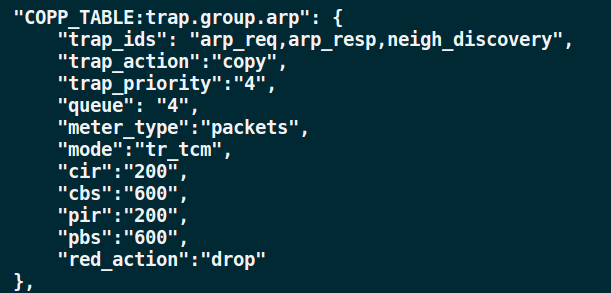 "COPP_TABLE:trap.group.arp": {
"trap_ids": "arp_req,arp_resp,neigh_discovery",
"trap_action":"copy",
"trap_priority":"4",
"queue": "4",
"meter_type":"packets",
"mode":"tr_tcm",
"cir":"200",
"cbs":"600",
"pir":"200",
"pbs":"600",
"red_action":"drop"
},